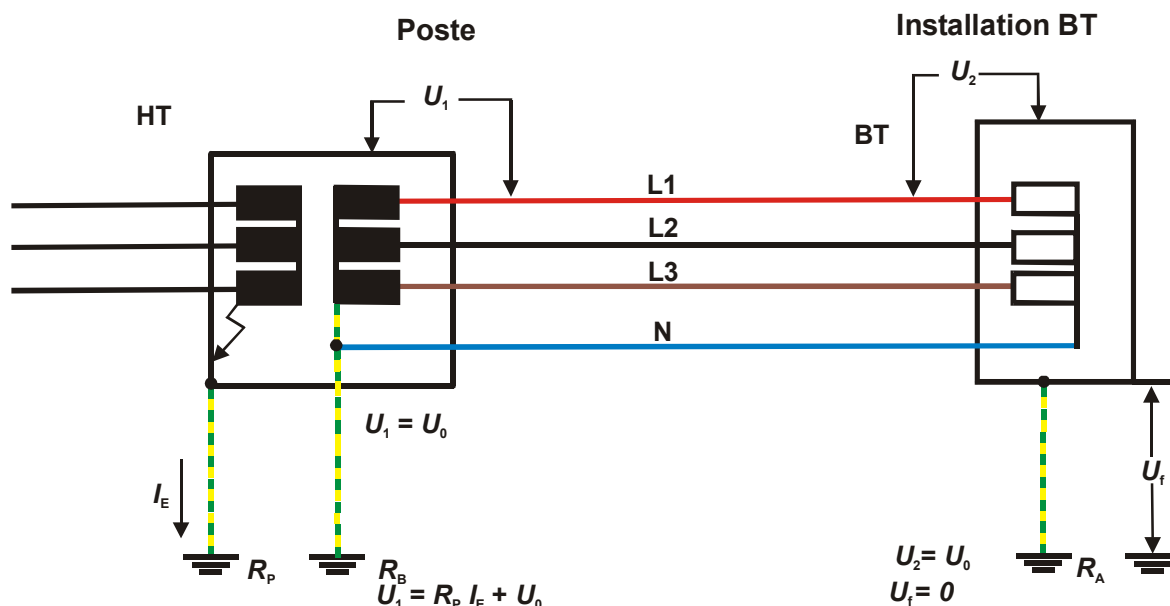 Poste
Installation BT
HT
U1
U2
BT
L1
L2
L3
N
U1 = U0
IE
Uf
RP
RB
U1 = RP IE + U0
U2= U0
Uf= 0
RA